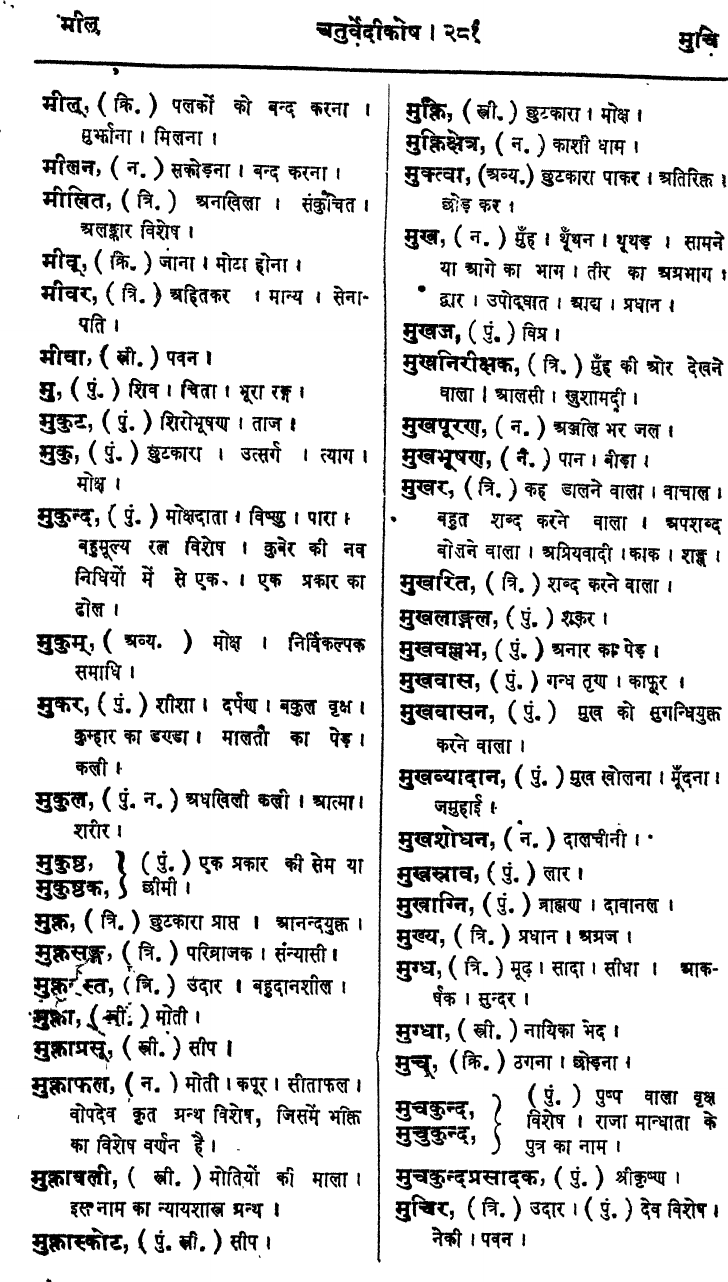 मील्
चतुर्वेदीकोष । २८१
मुचि
मील्, ( क्रि. ) पलकों को बन्द करना ।
मुर्झाना । मिलना ।
मीलन, ( न. ) सकोड़ना । बन्द करना ।
मीलित, ( त्रि. ) अनखिला । संकुचित ।
अलङ्कार विशेष ।
मीव्, ( क्रि. ) जाना । मोटा होना ।
मीवर, ( त्रि. ) अहितकर । मान्य । सेना-
पति ।
मीवा, ( स्त्री. ) पवन ।
मु, ( पुं. ) शिव । चिता । भूरा रङ्ग ।
मुकुट, ( पुं. ) शिरोभूषण । ताज ।
मुकु, ( पुं. ) छुटकारा । उत्सर्ग । त्याग ।
मोक्ष ।
मुकुन्द, ( पुं. ) मोक्षदाता । विष्णु । पारा ।
बहुमूल्य रत्न विशेष । कुबेर की नव
निधियों में से एक । एक प्रकार का
ढोल ।
मुकुम्, ( अव्य. ) मोक्ष । निर्विकल्पक
समाधि ।
मुकर, ( पुं. ) शीशा । दर्पण । बकुल वृक्ष ।
कुम्हार का डण्डा । मालती का पेड़ ।
कली ।
मुकुल, ( पुं. न. ) अधखिली कली । आत्मा ।
शरीर ।
मुकुष्ठ, } ( पुं. ) एक प्रकार की सेम या
मुकुष्ठक, } छीमी ।
मुक्त, ( त्रि. ) छुटकारा प्राप्त । आनन्दयुक्त ।
मुक्तसङ्ग, ( त्रि. ) परिव्राजक । संन्यासी ।
मुक्तहस्त, ( त्रि. ) उदार । बहुदानशील ।
मुक्ता, ( स्त्री. ) मोती ।
मुक्ताप्रसू, ( स्त्री. ) सीप ।
मुक्ताफल, ( न. ) मोती । कपूर । सीताफल ।
वोपदेव कृत ग्रन्थ विशेष, जिसमें भक्ति
का विशेष वर्णन है ।
मुक्तावली, ( स्त्री. ) मोतियों की माला ।
इस नाम का न्यायशास्त्र ग्रन्थ ।
मुक्तास्फोट, ( पुं. स्त्री. ) सीप ।
मुक्ति, ( स्त्री. ) छुटकारा । मोक्ष ।
मुक्तिक्षेत्र, ( न. ) काशी धाम ।
मुक्त्वा, (अव्य.) छुटकारा पाकर । अतिरिक्त ।
छोड़ कर ।
मुख, ( न. ) मुँह । थूँथन । थूथड़ । सामने
या आगे का भाग । तीर का अग्रभाग ।
द्वार । उपोद्घात । आद्य । प्रधान ।
मुखज, ( पुं. ) विप्र ।
मुखनिरीक्षक, ( त्रि. ) मुँह की ओर देखने
वाला । आलसी । खुशामदी ।
मुखपूरण, ( न. ) अञ्जलि भर जल ।
मुखभूषण, ( न. ) पान । बीड़ा ।
मुखर, ( त्रि. ) कह डालने वाला । वाचाल ।
बहुत शब्द करने वाला । अपशब्द
बोलने वाला । अप्रियवादी । काक । शङ्ख ।
मुखरित, ( त्रि. ) शब्द करने वाला ।
मुखलाङ्गल, ( पुं. ) शूकर ।
मुखवल्लभ, ( पुं. ) अनार का पेड़ ।
मुखवास, ( पुं. ) गन्ध तृण । काफूर ।
मुखवासन, ( पुं. ) मुख को सुगन्धियुक्त
करने वाला ।
मुखव्यादान, ( पुं. ) मुख खोलना । मूँदना ।
जमुहाई ।
मुखशोधन, ( न. ) दालचीनी ।
मुखस्राव, ( पुं. ) लार ।
मुखाग्नि, ( पुं. ) ब्राह्मण । दावानल ।
मुख्य, ( त्रि. ) प्रधान । अग्रज ।
मुग्ध, ( त्रि. ) मूढ़ । सादा । सीधा । आक-
र्षक । सुन्दर ।
मुग्धा, ( स्त्री. ) नायिका भेद ।
मुच्, ( क्रि. ) ठगना । छोड़ना ।
मुचकुन्द, } ( पुं. ) पुष्प वाला वृक्ष
विशेष । राजा मान्धाता के
मुचुकुन्द, } पुत्र का नाम ।
मुचकुन्दप्रसादक, ( पुं. ) श्रीकृष्ण ।
मुचिर, ( त्रि. ) उदार । ( पुं. ) देव विशेष ।
नेकी । पवन ।